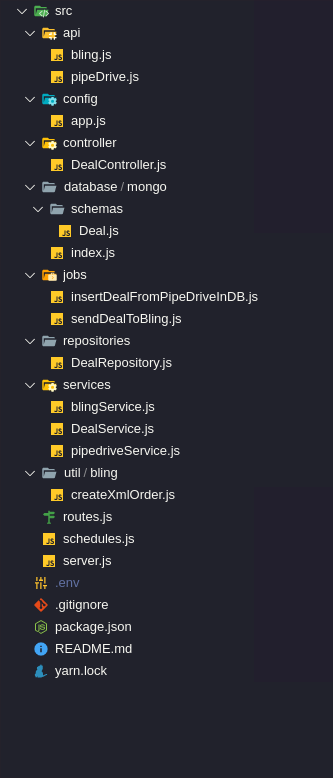 src
api
bling.js
pipeDrive.js
config
app.js
controller
DealController.js
database / mongo
schemas
Deal.js
index.js
jobs
insertDealFromPipeDriveInDB.js
sendDealToBling.js
repositories
DealRepository.js
services
blingService.js
DealService.js
pipedriveService.js
util / bling
createXmlOrder.js
routes.js
schedules.js
server.js
.env
.gitignore
package.json
README.md
yarn.lock